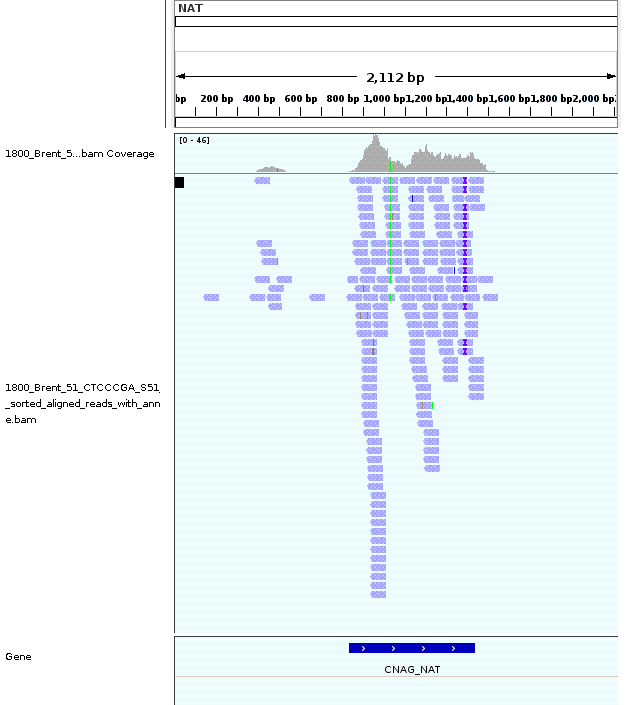 NAT
2,112 bp
bp 200 bp 400 bp 600 bp 800 bp 1,000 bp 1,200 bp 1,400 bp 1,600 bp 1,800 bp 2,000 bp
[0 - 46]
1800_Brent_5...bam Coverage
1800_Brent_51_CTCCCGA_S51_
_sorted_aligned_reads_with_ann
e.bam
Gene
CNAG_NAT